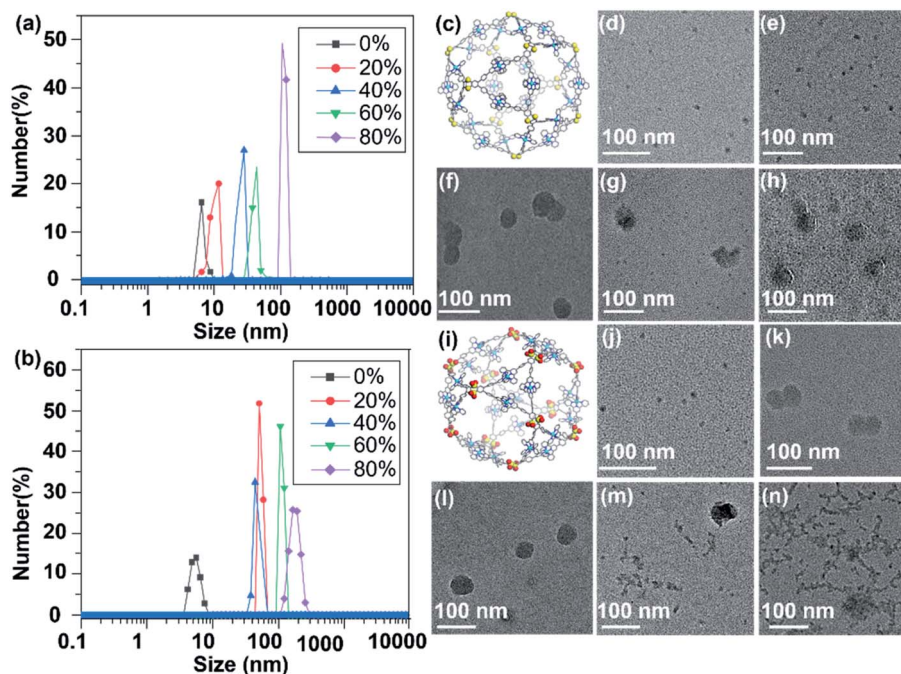 (a)
Number(%)
50
40
30
20
10
0
0%
20%
40%
60%
80%
0.1 1 10 100 1000 10000
Size (nm)
(b)
Number(%)
60
50
40
30
20
10
0
0%
20%
40%
60%
80%
0.1 1 10 100 1000 10000
Size (nm)
(c)
(d)
100 nm
(e)
100 nm
(f)
100 nm
(g)
100 nm
(h)
100 nm
(i)
(j)
100 nm
(k)
100 nm
(l)
100 nm
(m)
100 nm
(n)
100 nm